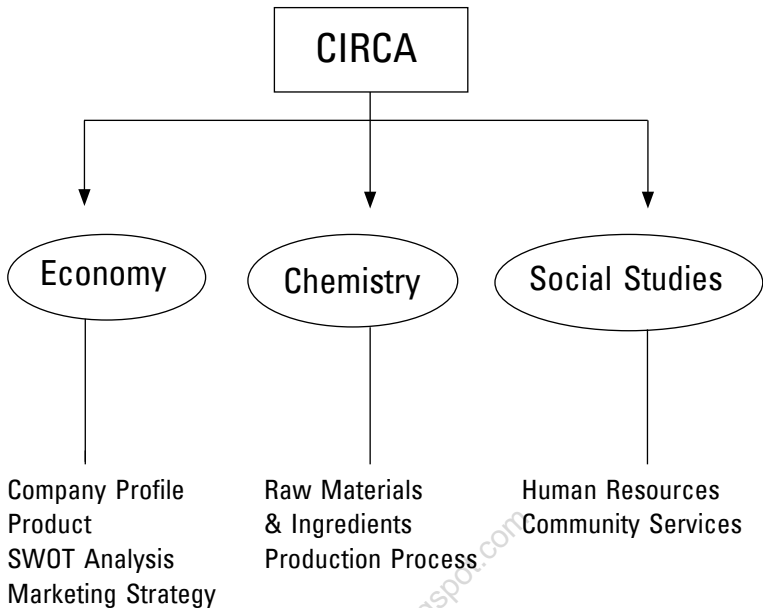 CIRCA
Economy
Chemistry
Social Studies
Company Profile
Product
SWOT Analysis
Marketing Strategy
Raw Materials
& Ingredients
Production Process
Human Resources
Community Services